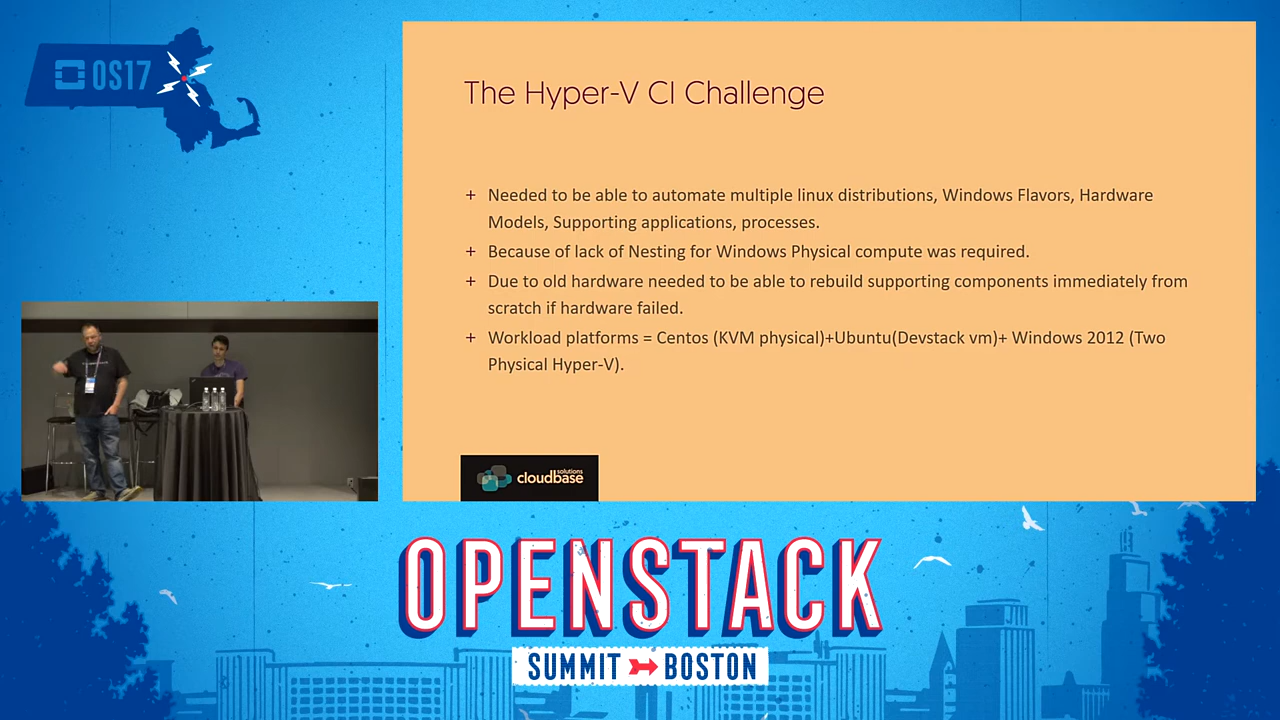 OS17
The Hyper-V CI Challenge
+ Needed to be able to automate multiple linux distributions, Windows Flavors, Hardware
Models, Supporting applications, processes.
+ Because of lack of Nesting for Windows Physical compute was required.
+ Due to old hardware needed to be able to rebuild supporting components immediately from
scratch if hardware failed.
+ Workload platforms = Centos (KVM physical)+Ubuntu(Devstack vm)+ Windows 2012 (Two
Physical Hyper-V).
cloudbase
solutions
OPENSTACK
SUMMIT BOSTON